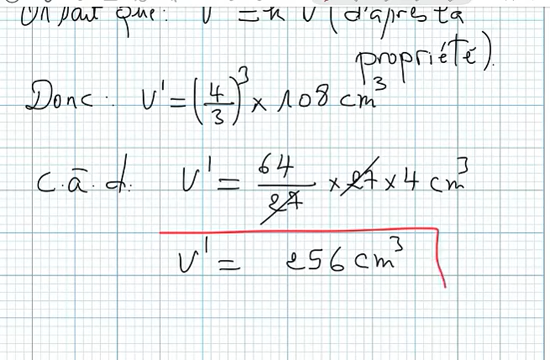 On sait que: V' = k³ V (d'après la
propriété).
Donc: V' = (4/3)³ × 108 cm³
c.à.d. V' = 64/27 × 27 × 4 cm³
V' = 256 cm³